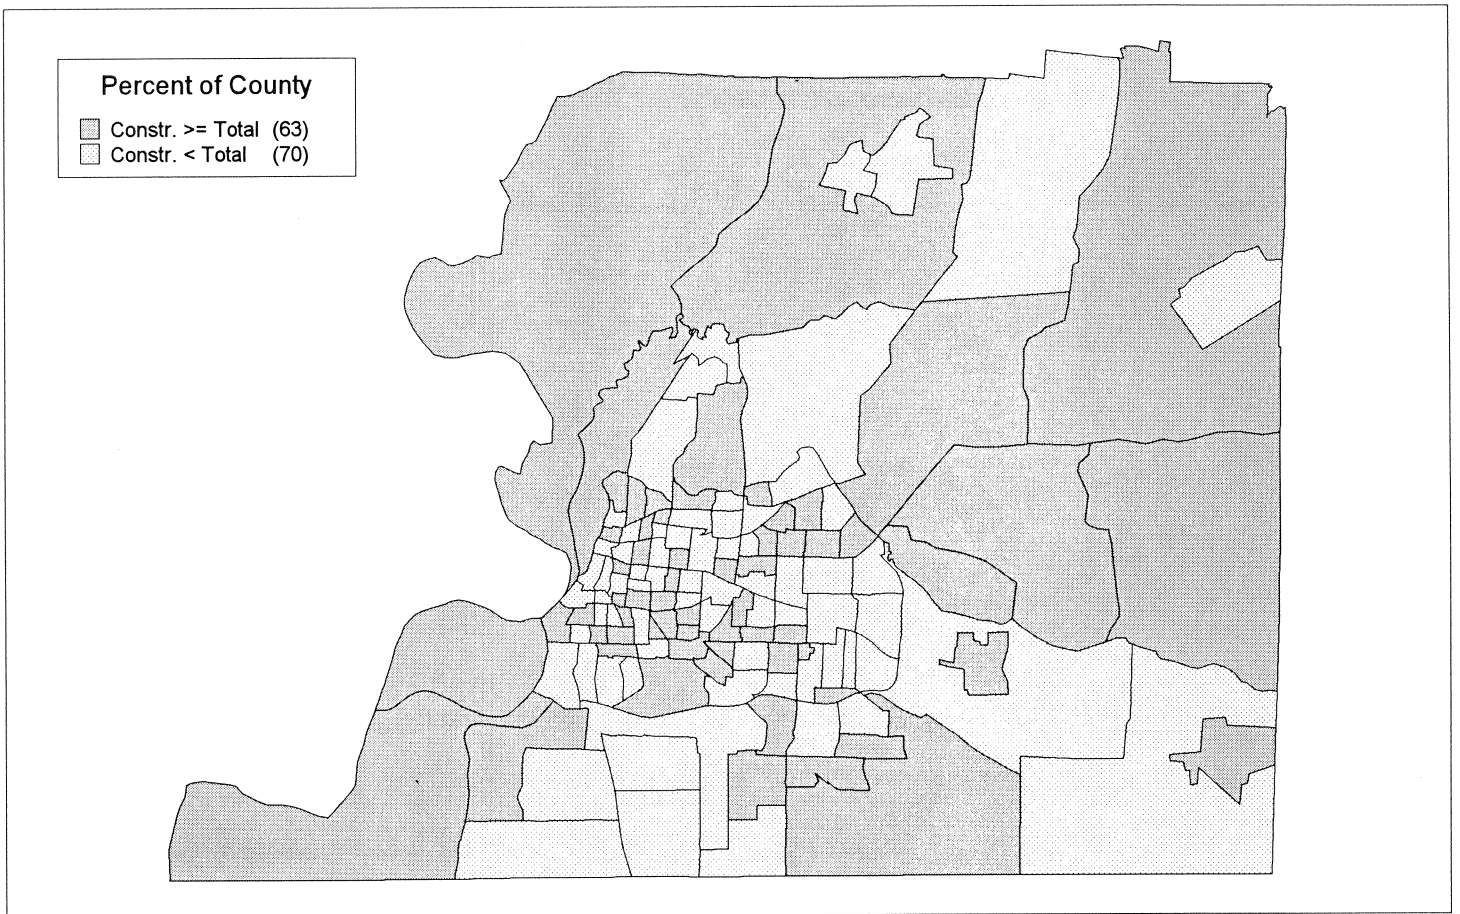 Percent of County
Constr. >= Total (63)
Constr. < Total (70)